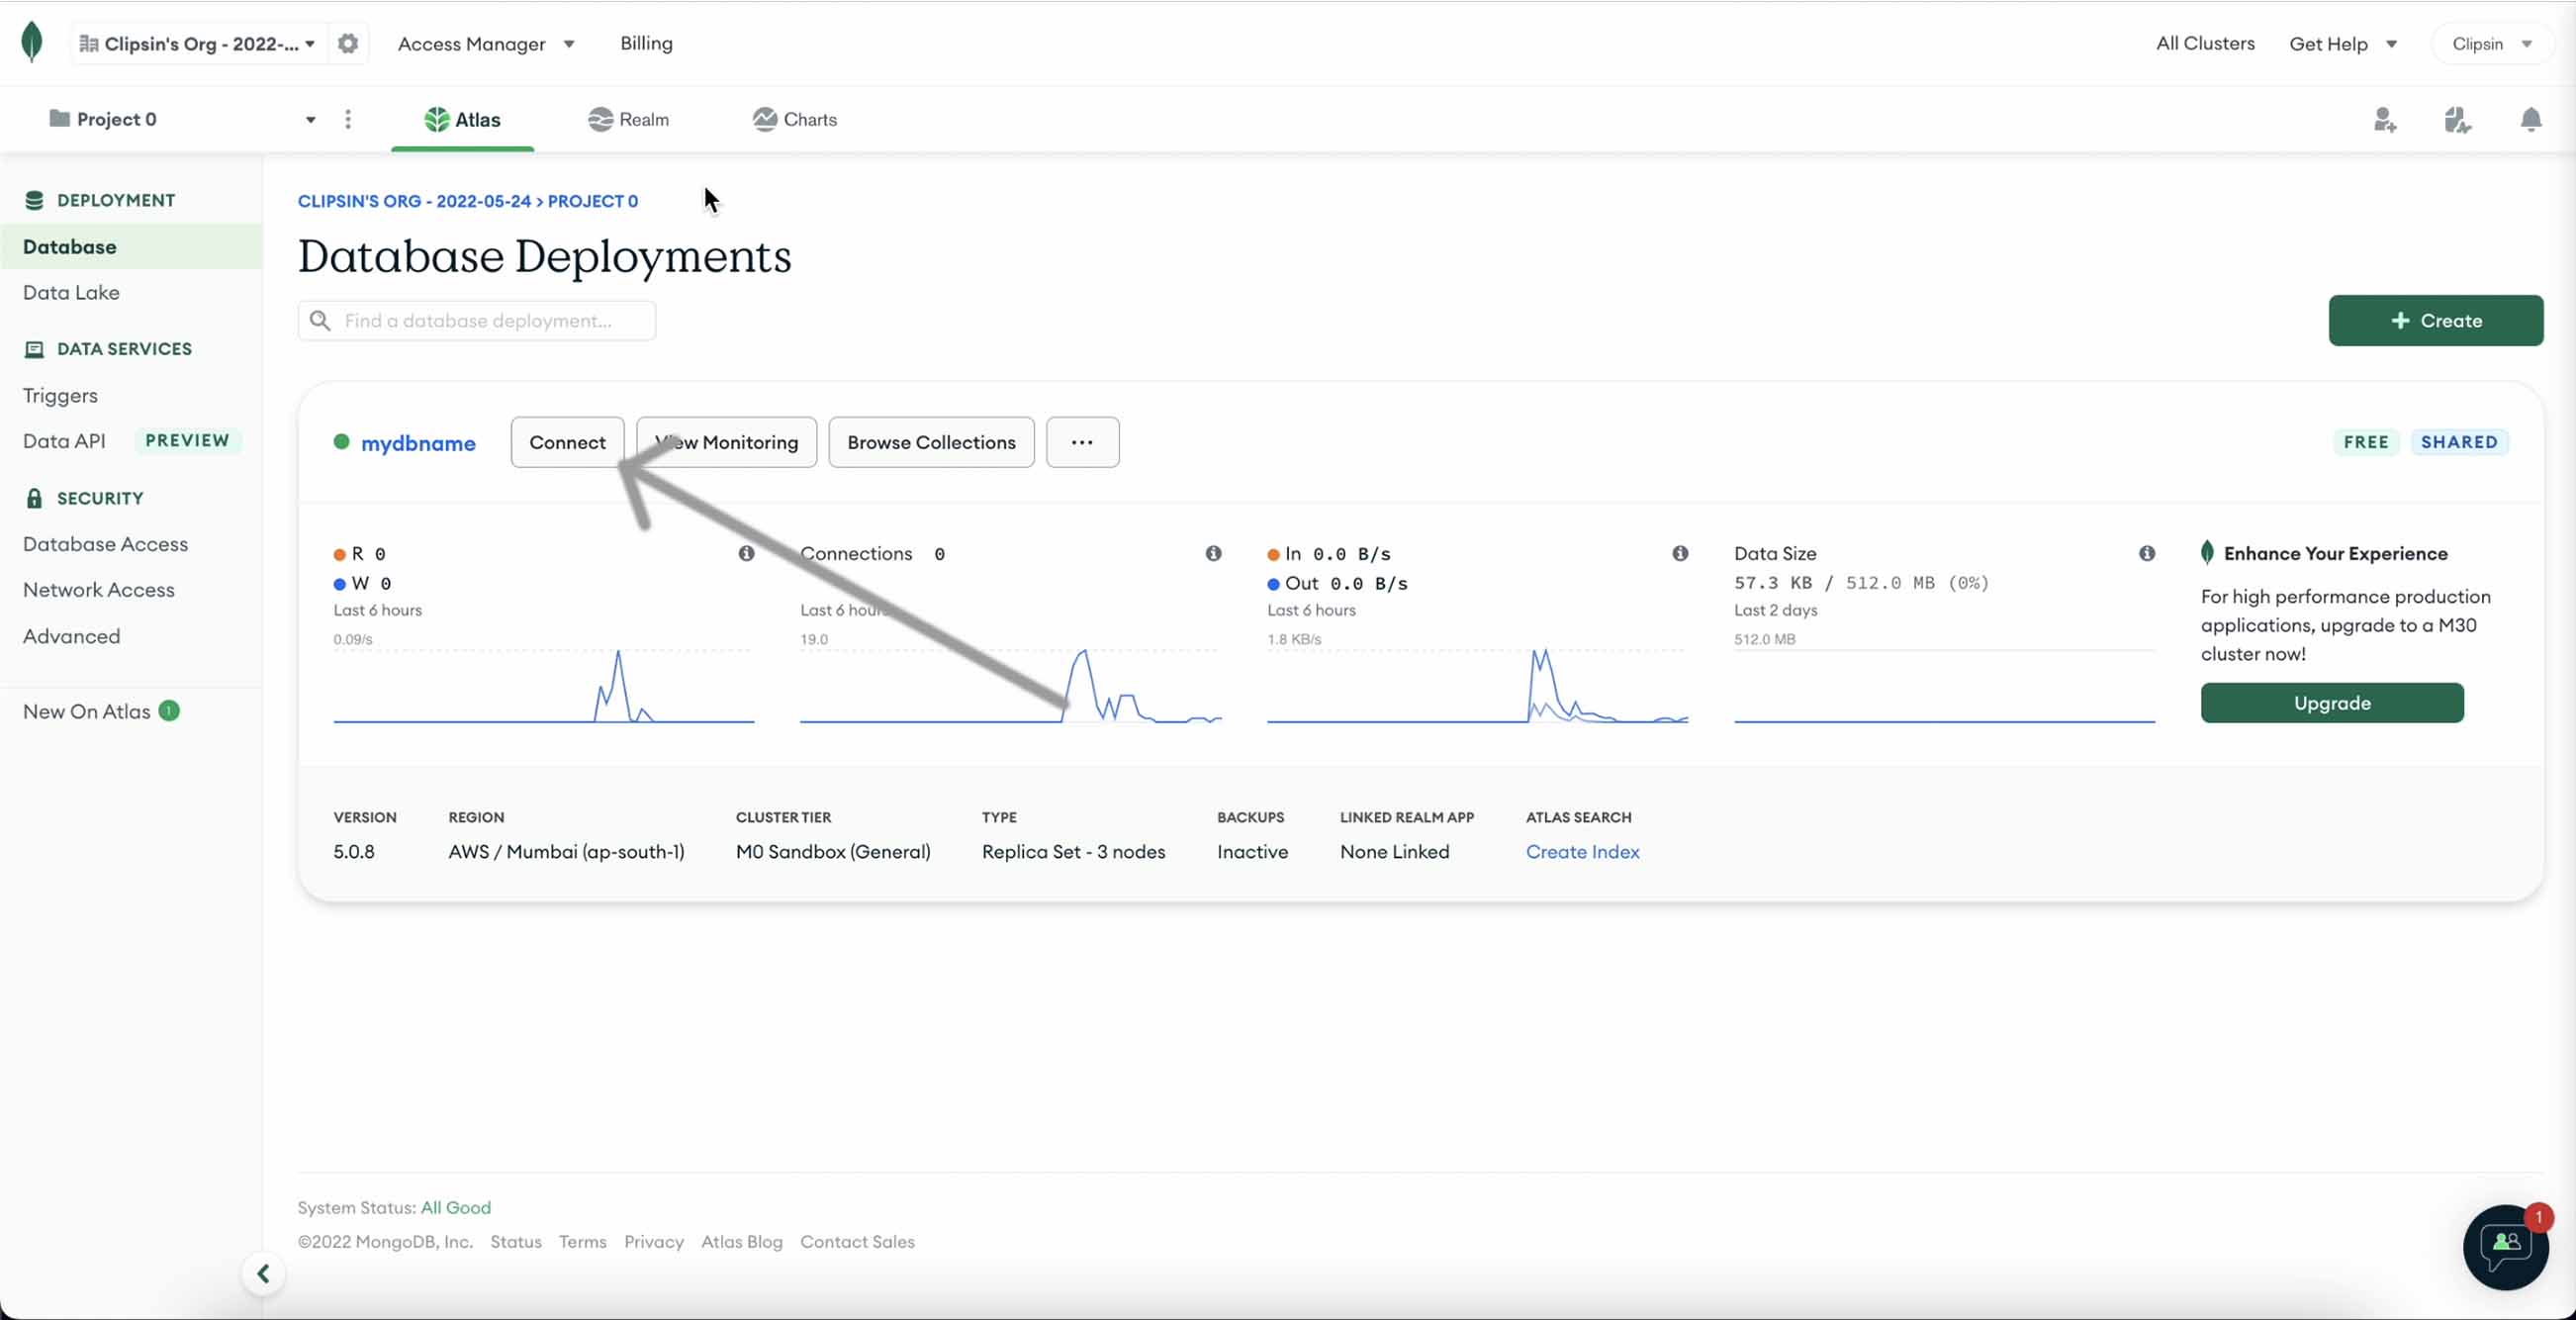 Clipsin's Org - 2022-... Access Manager Billing All Clusters Get Help Clipsin
Project 0 Atlas Realm Charts
DEPLOYMENT
Database
Data Lake
DATA SERVICES
Triggers
Data API PREVIEW
SECURITY
Database Access
Network Access
Advanced
New On Atlas 1
CLIPSIN'S ORG - 2022-05-24 > PROJECT 0
Database Deployments
Find a database deployment...
+ Create
mydbname Connect View Monitoring Browse Collections ... FREE SHARED
R 0
W 0
Last 6 hours
0.09/s
Connections 0
Last 6 hours
19.0
In 0.0 B/s
Out 0.0 B/s
Last 6 hours
1.8 KB/s
Data Size
57.3 KB / 512.0 MB (0%)
Last 2 days
512.0 MB
Enhance Your Experience
For high performance production
applications, upgrade to a M30
cluster now!
Upgrade
VERSION REGION CLUSTER TIER TYPE BACKUPS LINKED REALM APP ATLAS SEARCH
5.0.8 AWS / Mumbai (ap-south-1) M0 Sandbox (General) Replica Set - 3 nodes Inactive None Linked Create Index
System Status: All Good
©2022 MongoDB, Inc. Status Terms Privacy Atlas Blog Contact Sales
1